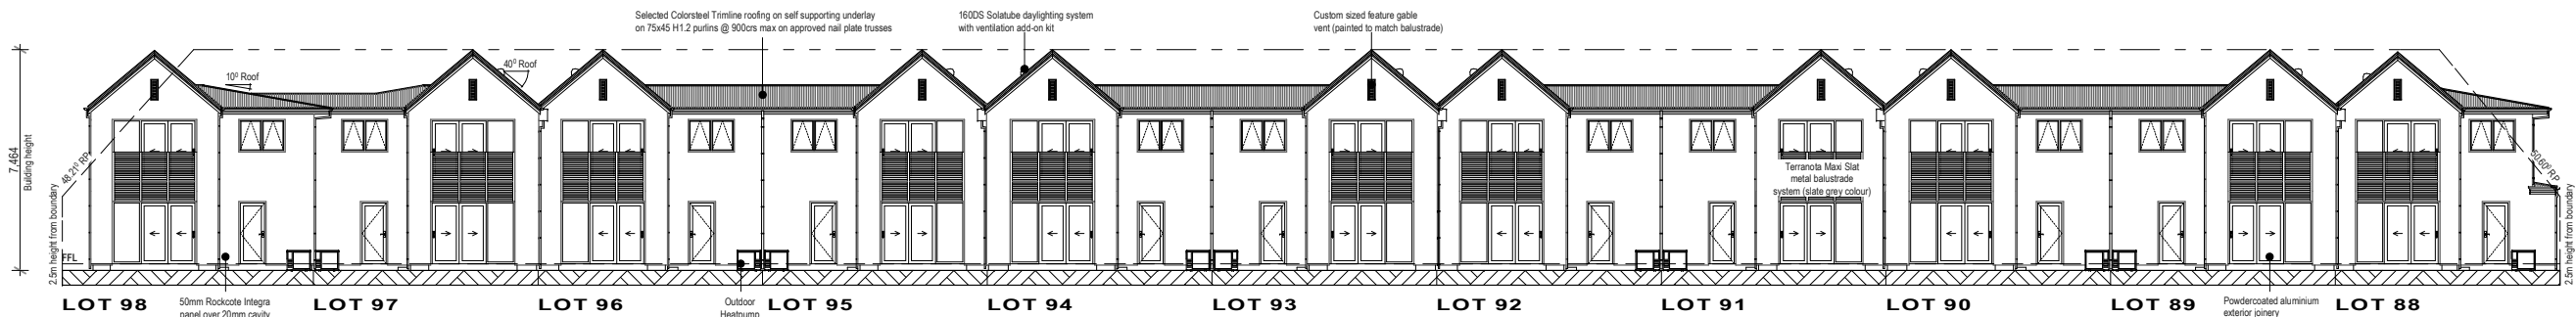 Selected Colorsteel Trimline roofing on self supporting underlay
on 75x45 H1.2 purlins @ 900crs max on approved nail plate trusses
160DS Solatube daylighting system
with ventilation add-on kit
Custom sized feature gable
vent (painted to match balustrade)
10⁰ Roof
40⁰ Roof
7,464
Building height
48.21⁰ RP
2.5m height from boundary
FFL
Terranota Maxi Slat
metal balustrade
system (slate grey colour)
50.60⁰ RP
2.5m height from boundary
LOT 98
LOT 97
LOT 96
LOT 95
LOT 94
LOT 93
LOT 92
LOT 91
LOT 90
LOT 89
LOT 88
50mm Rockcote Integra
panel over 20mm cavity
Outdoor
Heatpump
Powdercoated aluminium
exterior joinery